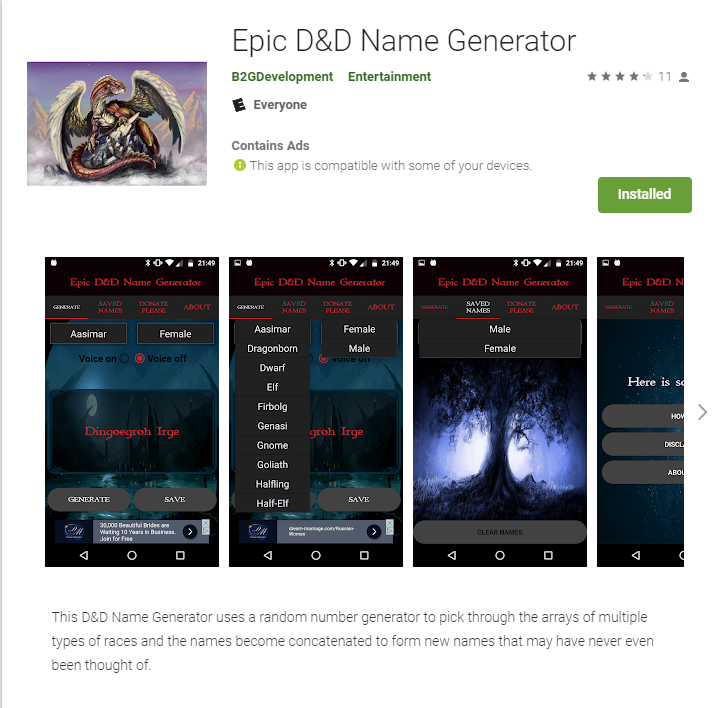 Epic D&D Name Generator
B2GDevelopment Entertainment
11
E Everyone
Contains Ads
This app is compatible with some of your devices.
Installed
21:49
Epic D&D Name Generator
GENERATE SAVED NAMES DONATE PLEASE ABOUT
Aasimar Female
Voice on Voice off
Dingoegroh Irge
GENERATE SAVE
30,000 Beautiful Brides are
Waiting 10 Years in Business.
Join for Free
21:49
Epic D&D Name Generator
GENERATE SAVED NAMES DONATE PLEASE ABOUT
Aasimar Female
Dragonborn Male
Voice off
Dwarf
Elf
Firbolg
Genasi
groh Irge
Gnome
Goliath
Halfling
SAVE
Half-Elf
dream-marriage.com/Russian-
Women
21:49
Epic D&D Name Generator
GENERATE SAVED NAMES DONATE PLEASE ABOUT
Male
Female
CLEAR NAMES
Epic D&D N
GENERATE SAVED NAMES
Here is so
HOW
DISCLA
ABOU
This D&D Name Generator uses a random number generator to pick through the arrays of multiple
types of races and the names become concatenated to form new names that may have never even
been thought of.